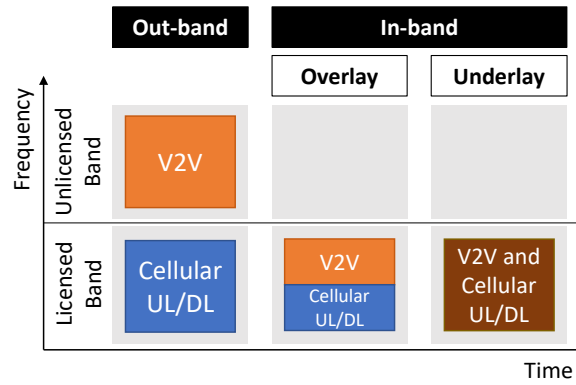 Out-band
In-band
Overlay
Underlay
Frequency
Unlicensed
Band
V2V
Licensed
Band
Cellular
UL/DL
V2V
Cellular
UL/DL
V2V and
Cellular
UL/DL
Time